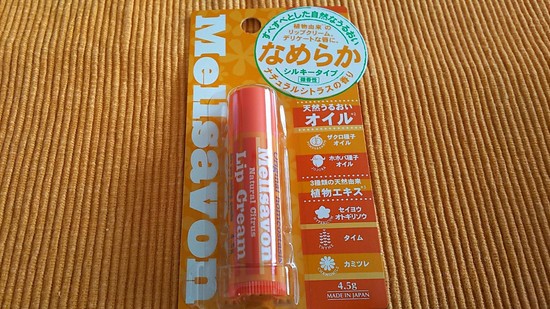 Melisavon
すべすべとした自然なうるおい
植物由来*の
リップクリーム。
デリケートな唇に。
なめらか
シルキータイプ
[微香性]
ナチュラルシトラスの香り
天然うるおい
オイル*
ザクロ種子
オイル
ホホバ種子
オイル
3種類の天然由来
植物エキス*
セイヨウ
オトギリソウ
タイム
カミツレ
4.5g
MADE IN JAPAN
Melisavon
Natural Citrus
Lip Cream